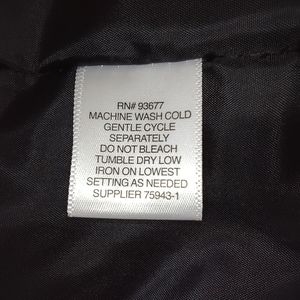 RN# 93677
MACHINE WASH COLD
GENTLE CYCLE
SEPARATELY
DO NOT BLEACH
TUMBLE DRY LOW
IRON ON LOWEST
SETTING AS NEEDED
SUPPLIER 75943-1